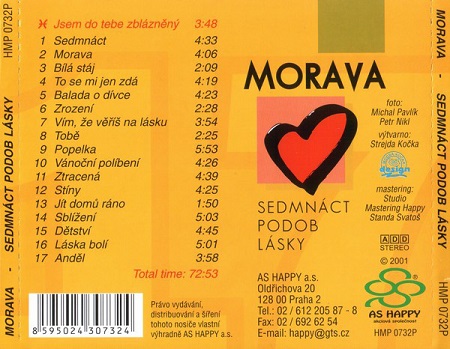 HMP 0732P
MORAVA - SEDMNÁCT PODOB LÁSKY
♓ Jsem do tebe zblázněný 3:48
1 Sedmnáct 4:33
2 Morava 4:06
3 Bílá stáj 2:09
4 To se mi jen zdá 4:19
5 Balada o dívce 4:23
6 Zrození 2:28
7 Vím, že věříš na lásku 3:54
8 Tobě 5:25
9 Popelka 5:53
10 Vánoční políbení 4:26
11 Ztracená 4:39
12 Stíny 4:25
13 Jít domů ráno 1:50
14 Sblížení 5:03
15 Dětství 4:45
16 Láska bolí 5:01
17 Anděl 3:58
Total time: 72:53
8 595024 307324
Právo vydávání,
distribuování a šíření
tohoto nosiče vlastní
výhradně AS HAPPY a.s.
MORAVA
SEDMNÁCT
PODOB
LÁSKY
AS HAPPY a.s.
Oldřichova 20
128 00 Praha 2
Tel.: 02 / 612 205 87 - 8
Fax: 02 / 692 62 54
E-mail: happy@gts.cz
foto:
Michal Pavlík
Petr Nikl
výtvarno:
Strejda Kočka
design
mastering:
Studio
Mastering Happy
Standa Svatoš
ADD
STEREO
© 2001
AS HAPPY
akciová společnost
HMP 0732P
MORAVA - SEDMNÁCT PODOB LÁSKY
HMP 0732P